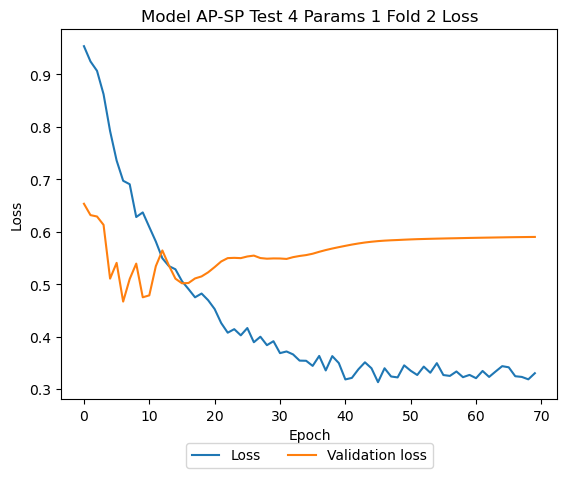 Model AP-SP Test 4 Params 1 Fold 2 Loss
Loss
0.9
0.8
0.7
0.6
0.5
0.4
0.3
0 10 20 30 40 50 60 70
Epoch
Loss Validation loss